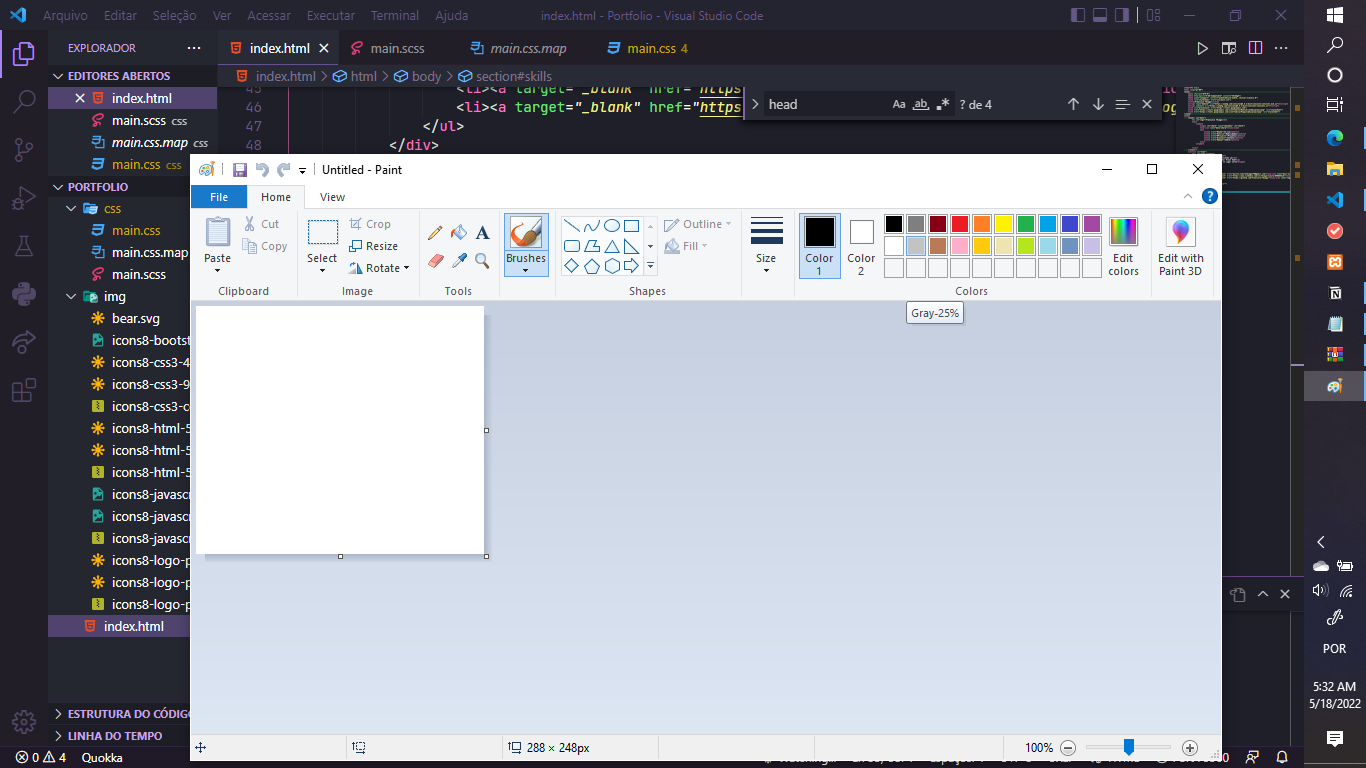 Arquivo Editar Seleção Ver Acessar Executar Terminal Ajuda index.html - Portfolio - Visual Studio Code
EXPLORADOR ...
index.html main.scss main.css.map main.css 4
EDITORES ABERTOS
index.html > html > body > section#skills
index.html
main.scss css
main.css.map css
main.css css
45 <li><a target="_blank" href="https
46 <li><a target="_blank" href="https
47 </ul>
48 </div>
head Aa ab ? de 4
PORTFOLIO
css
main.css
main.css.map
main.scss
img
bear.svg
icons8-bootst
icons8-css3-4
icons8-css3-9
icons8-css3-c
icons8-html-5
icons8-html-5
icons8-html-5
icons8-javascr
icons8-javascr
icons8-javascr
icons8-logo-p
icons8-logo-p
icons8-logo-p
index.html
ESTRUTURA DO CÓDIG
LINHA DO TEMPO
0 4 Quokka
Untitled - Paint
File Home View
Paste Cut Copy
Clipboard
Select Crop Resize Rotate
Image
A
Tools
Brushes
Outline Fill
Shapes
Size
Color 1
Color 2
Edit colors
Colors
Edit with Paint 3D
Gray-25%
288 × 248px
100%
POR
5:32 AM
5/18/2022